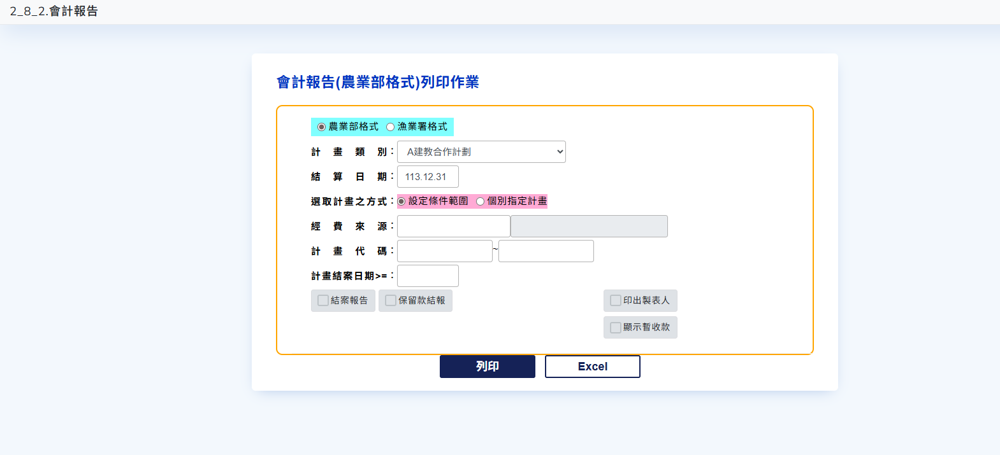 2_8_2.會計報告
會計報告(農業部格式)列印作業
農業部格式 漁業署格式
計畫類別： A建教合作計劃
結算日期： 113.12.31
選取計畫之方式： 設定條件範圍 個別指定計畫
經費來源：
計畫代碼： ~
計畫結案日期>=：
結案報告 保留款結報 印出製表人
顯示暫收款
列印 Excel